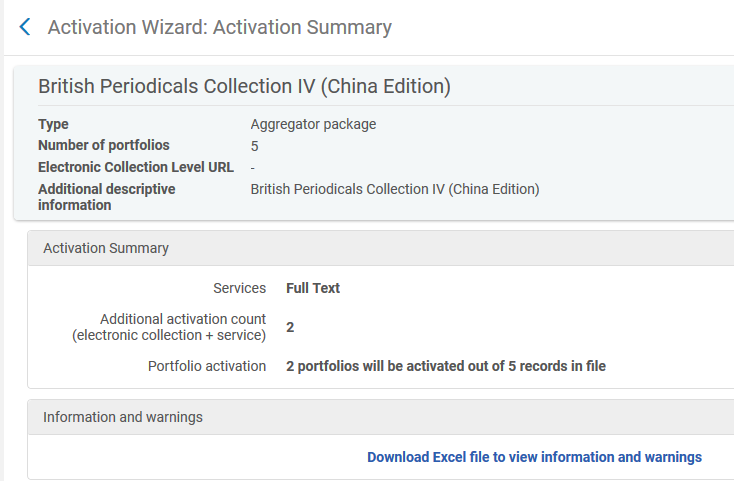 Activation Wizard: Activation Summary
British Periodicals Collection IV (China Edition)
Type Aggregator package
Number of portfolios 5
Electronic Collection Level URL -
Additional descriptive information British Periodicals Collection IV (China Edition)
Activation Summary
Services Full Text
Additional activation count
(electronic collection + service) 2
Portfolio activation 2 portfolios will be activated out of 5 records in file
Information and warnings
Download Excel file to view information and warnings